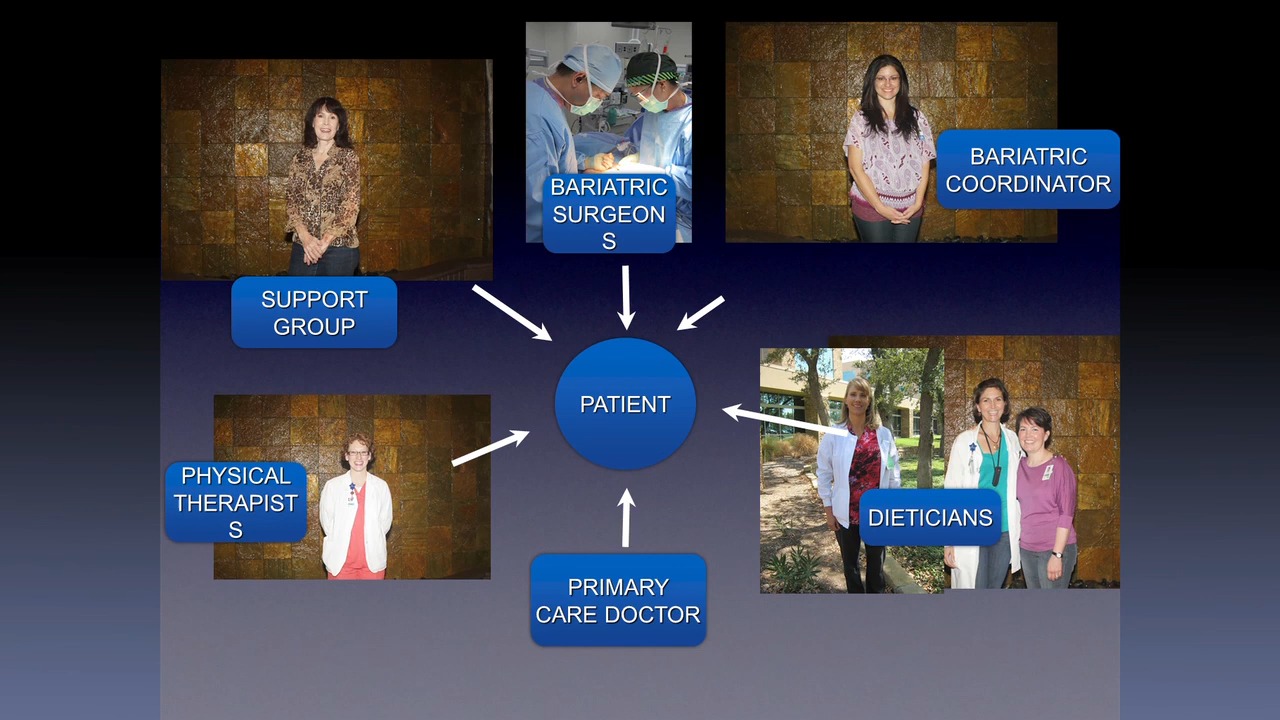 BARIATRIC
SURGEON
S
BARIATRIC
COORDINATOR
SUPPORT
GROUP
PATIENT
PHYSICAL
THERAPIST
S
DIETICIANS
PRIMARY
CARE DOCTOR